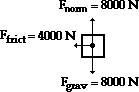 Fnorm = 8000 N
Ffrict = 4000 N
Fgrav = 8000 N